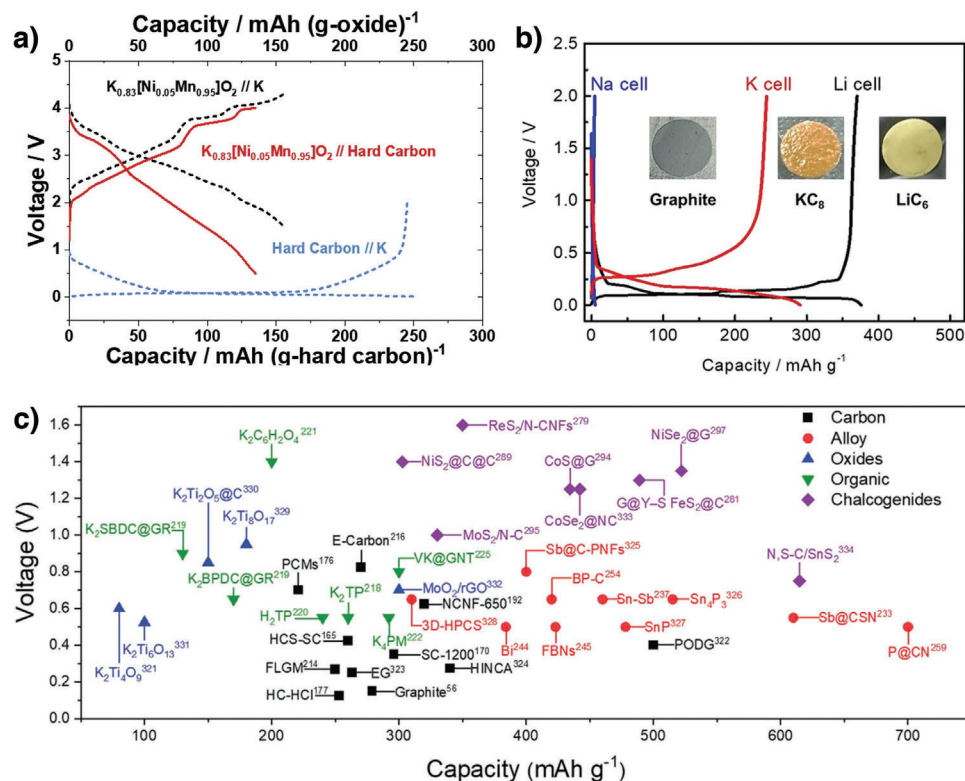 a)
Capacity / mAh (g-oxide)⁻¹
0 50 100 150 200 250 300
5
4
3
2
1
0
Voltage / V
K₀.₈₃[Ni₀.₀₅Mn₀.₉₅]O₂ // K
K₀.₈₃[Ni₀.₀₅Mn₀.₉₅]O₂ // Hard Carbon
Hard Carbon // K
0 50 100 150 200 250 300
Capacity / mAh (g-hard carbon)⁻¹
b)
2.5
2.0
1.5
1.0
0.5
0.0
Voltage / V
Na cell
K cell
Li cell
Graphite
KC₈
LiC₆
0 100 200 300 400 500
Capacity / mAh g⁻¹
c)
1.6
1.4
1.2
1.0
0.8
0.6
0.4
0.2
0.0
Voltage (V)
Carbon
Alloy
Oxides
Organic
Chalcogenides
ReS₂/N-CNFs²⁷⁹
NiSe₂@G²⁹⁷
K₂C₆H₂O₄²²¹
NiS₂@C@C²⁸⁹
CoS@G²⁹⁴
K₂Ti₂O₅@C³³⁰
G@Y–S FeS₂@C²⁸¹
K₂Ti₈O₁₇³²⁹
CoSe₂@NC³³³
K₂SBDC@GR²¹⁹
MoS₂/N-C²⁹⁵
E-Carbon²¹⁶
Sb@C-PNFs³²⁵
N,S-C/SnS₂³³⁴
PCMs¹⁷⁶
VK@GNT²²⁵
K₂BPDC@GR²¹⁹
K₂TP²¹⁸
MoO₂/rGO³³²
BP-C²⁵⁴
Sn-Sb²³⁷
Sn₄P₃³²⁶
H₂TP²²⁰
NCNF-650¹⁹²
3D-HPCS³²⁸
Sb@CSN²³³
K₂Ti₆O₁₃³³¹
K₂Ti₄O₉³²¹
HCS-SC¹⁶⁵
K₄PM²²²
Bi²⁴⁴
FBNs²⁴⁵
SnP³²⁷
PODG³²²
P@CN²⁵⁹
SC-1200¹⁷⁰
FLGM²¹⁴
EG³²³
HINCA³²⁴
HC-HCl¹⁷⁷
Graphite⁵⁶
100 200 300 400 500 600 700
Capacity (mAh g⁻¹)